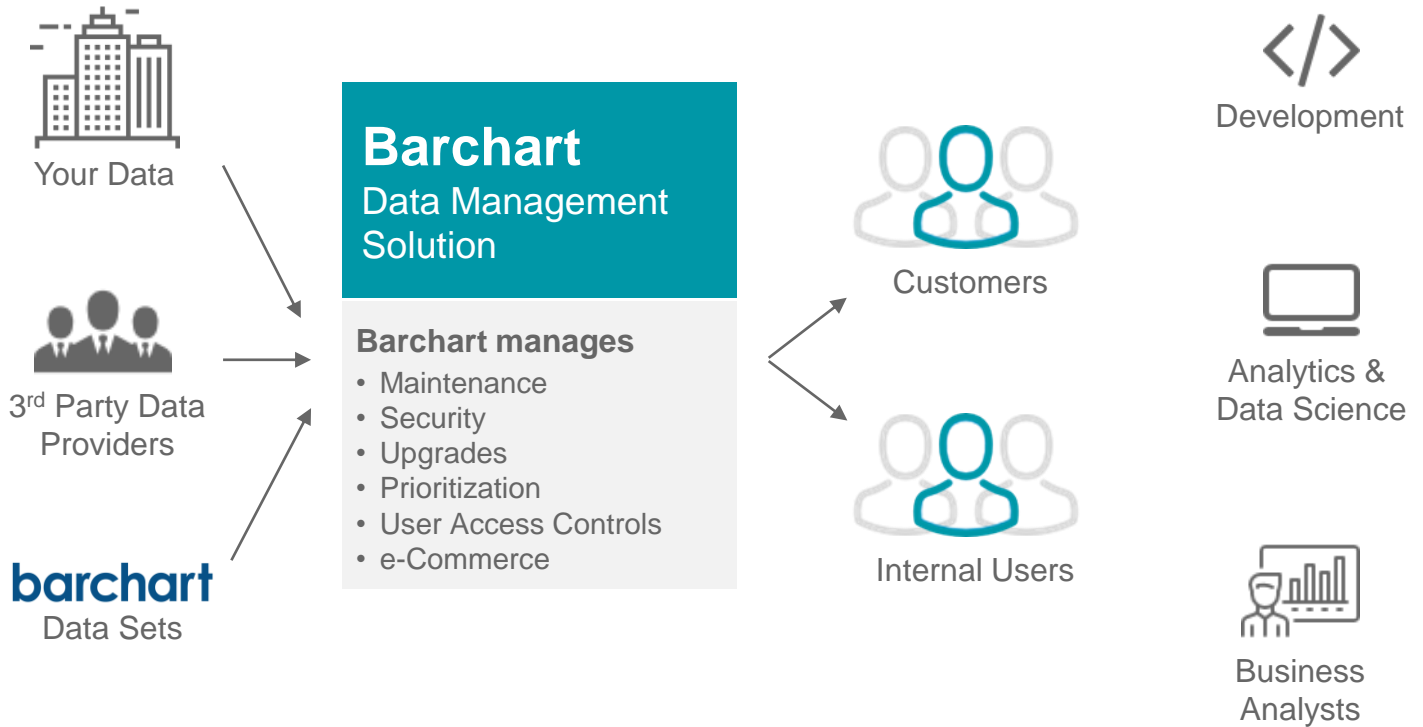 Your Data
3rd Party Data
Providers
barchart
Data Sets
Barchart
Data Management
Solution
Barchart manages
• Maintenance
• Security
• Upgrades
• Prioritization
• User Access Controls
• e-Commerce
Customers
Internal Users
</>
Development
Analytics &
Data Science
Business
Analysts